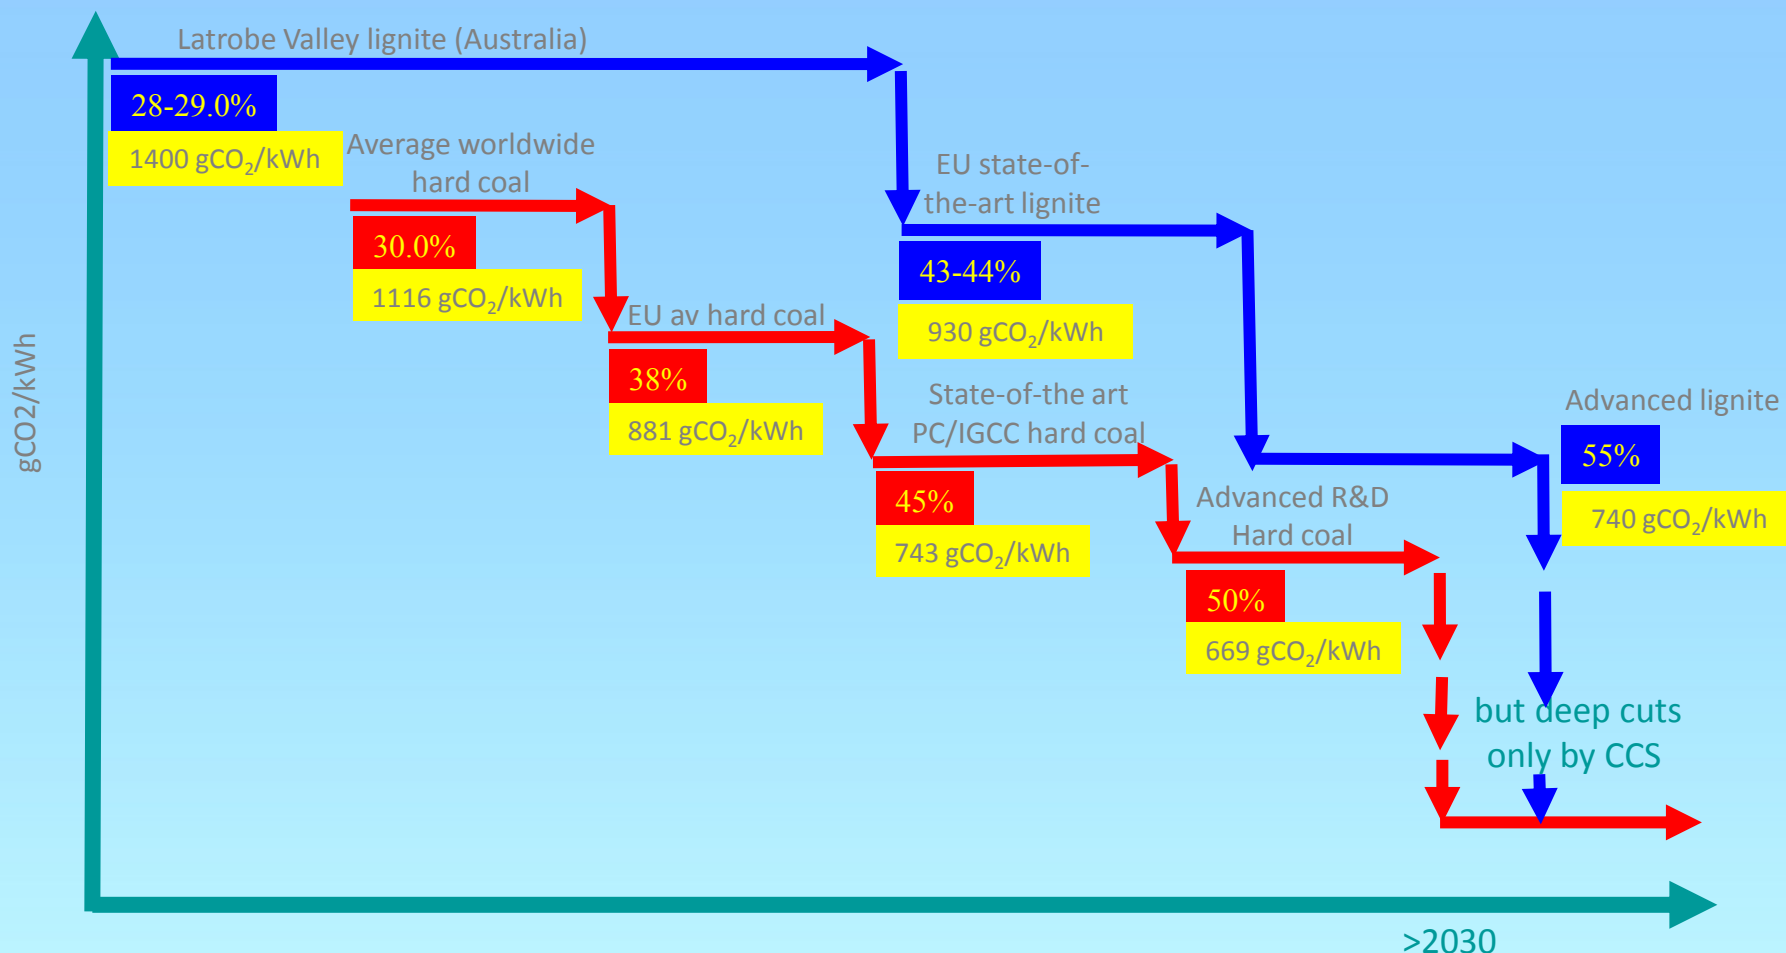 Latrobe Valley lignite (Australia)
28-29.0%
1400 gCO₂/kWh
Average worldwide
hard coal
30.0%
1116 gCO₂/kWh
EU av hard coal
38%
881 gCO₂/kWh
EU state-of-
the-art lignite
43-44%
930 gCO₂/kWh
State-of-the art
PC/IGCC hard coal
45%
743 gCO₂/kWh
Advanced R&D
Hard coal
50%
669 gCO₂/kWh
Advanced lignite
55%
740 gCO₂/kWh
but deep cuts
only by CCS
gCO2/kWh
>2030